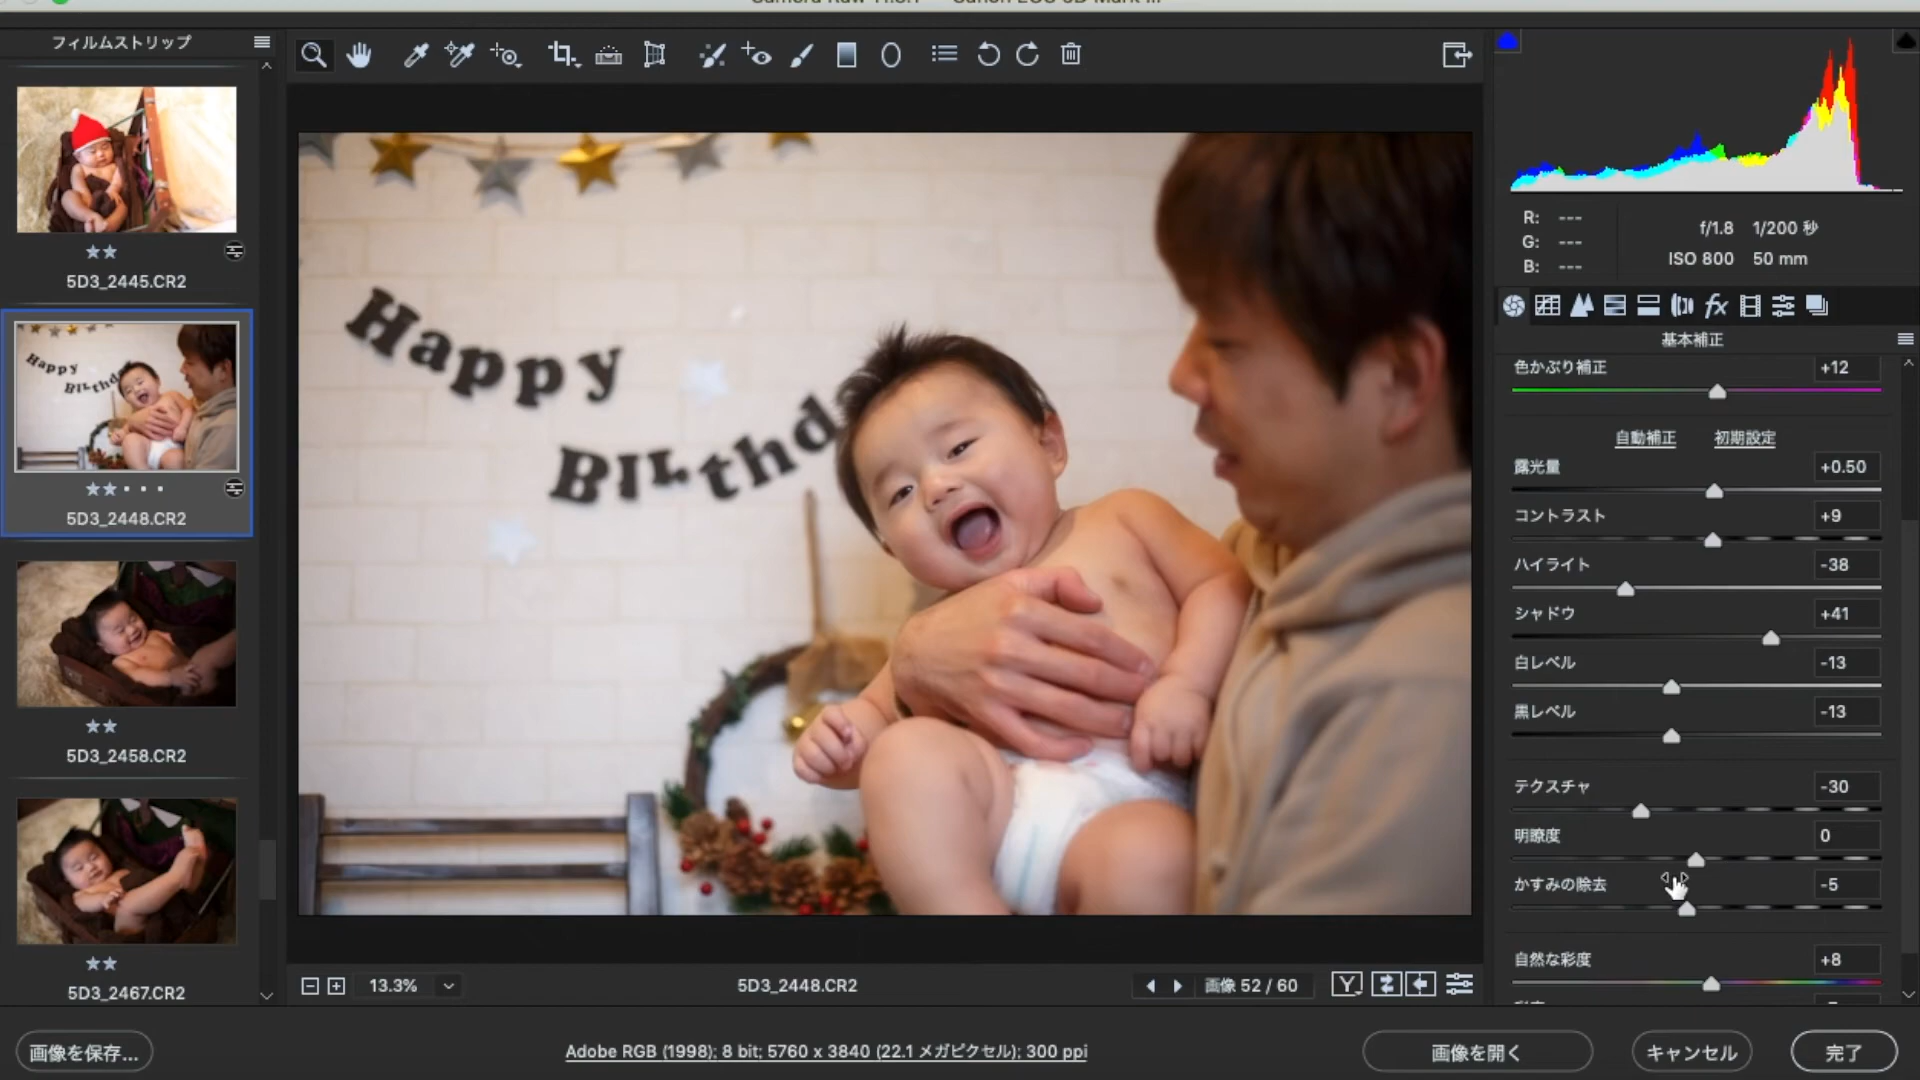 フィルムストリップ
5D3_2445.CR2
5D3_2448.CR2
5D3_2458.CR2
5D3_2467.CR2
Happy
Birthd
13.3%
5D3_2448.CR2
画像 52 / 60
R: ---
G: ---
B: ---
f/1.8 1/200 秒
ISO 800 50 mm
fx
基本補正
色かぶり補正 +12
自動補正 初期設定
露光量 +0.50
コントラスト +9
ハイライト -38
シャドウ +41
白レベル -13
黒レベル -13
テクスチャ -30
明瞭度 0
かすみの除去 -5
自然な彩度 +8
画像を保存...
Adobe RGB (1998); 8 bit; 5760 x 3840 (22.1 メガピクセル); 300 ppi
画像を開く
キャンセル
完了